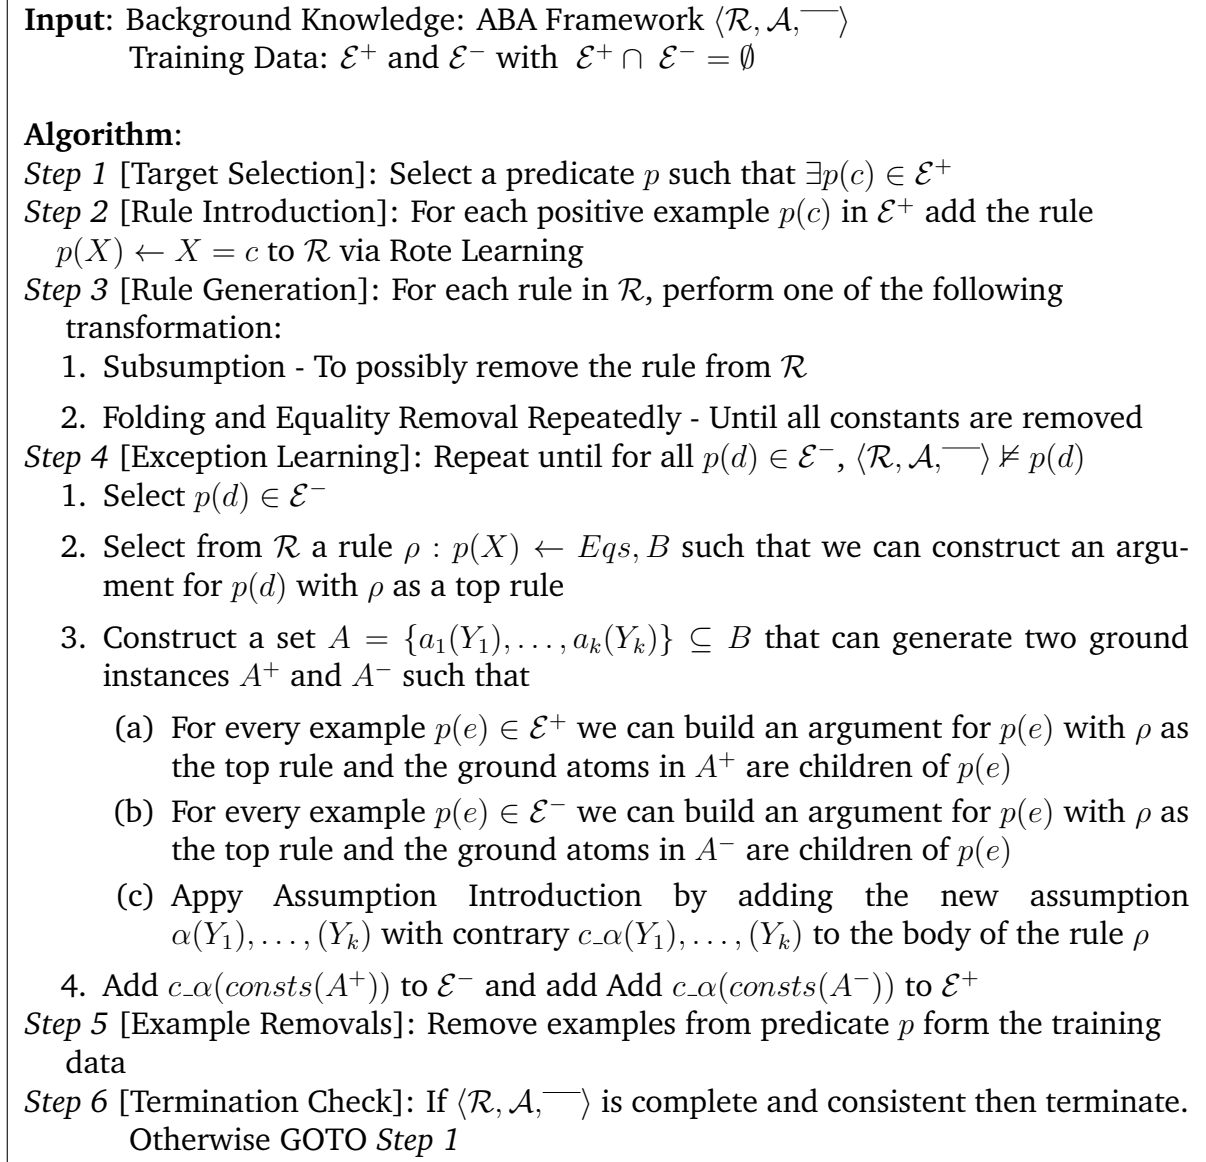 Input: Background Knowledge: ABA Framework ⟨ℛ, 𝒜, ‾‾⟩
Training Data: ℰ⁺ and ℰ⁻ with ℰ⁺ ∩ ℰ⁻ = ∅
Algorithm:
Step 1 [Target Selection]: Select a predicate p such that ∃p(c) ∈ ℰ⁺
Step 2 [Rule Introduction]: For each positive example p(c) in ℰ⁺ add the rule
p(X) ← X = c to ℛ via Rote Learning
Step 3 [Rule Generation]: For each rule in ℛ, perform one of the following
transformation:
1. Subsumption - To possibly remove the rule from ℛ
2. Folding and Equality Removal Repeatedly - Until all constants are removed
Step 4 [Exception Learning]: Repeat until for all p(d) ∈ ℰ⁻, ⟨ℛ, 𝒜, ‾‾⟩ ⊭ p(d)
1. Select p(d) ∈ ℰ⁻
2. Select from ℛ a rule ρ : p(X) ← Eqs, B such that we can construct an argu-
ment for p(d) with ρ as a top rule
3. Construct a set A = {a₁(Y₁), . . . , aₖ(Yₖ)} ⊆ B that can generate two ground
instances A⁺ and A⁻ such that
(a) For every example p(e) ∈ ℰ⁺ we can build an argument for p(e) with ρ as
the top rule and the ground atoms in A⁺ are children of p(e)
(b) For every example p(e) ∈ ℰ⁻ we can build an argument for p(e) with ρ as
the top rule and the ground atoms in A⁻ are children of p(e)
(c) Appy Assumption Introduction by adding the new assumption
α(Y₁), . . . , (Yₖ) with contrary c_α(Y₁), . . . , (Yₖ) to the body of the rule ρ
4. Add c_α(consts(A⁺)) to ℰ⁻ and add Add c_α(consts(A⁻)) to ℰ⁺
Step 5 [Example Removals]: Remove examples from predicate p form the training
data
Step 6 [Termination Check]: If ⟨ℛ, 𝒜, ‾‾⟩ is complete and consistent then terminate.
Otherwise GOTO Step 1